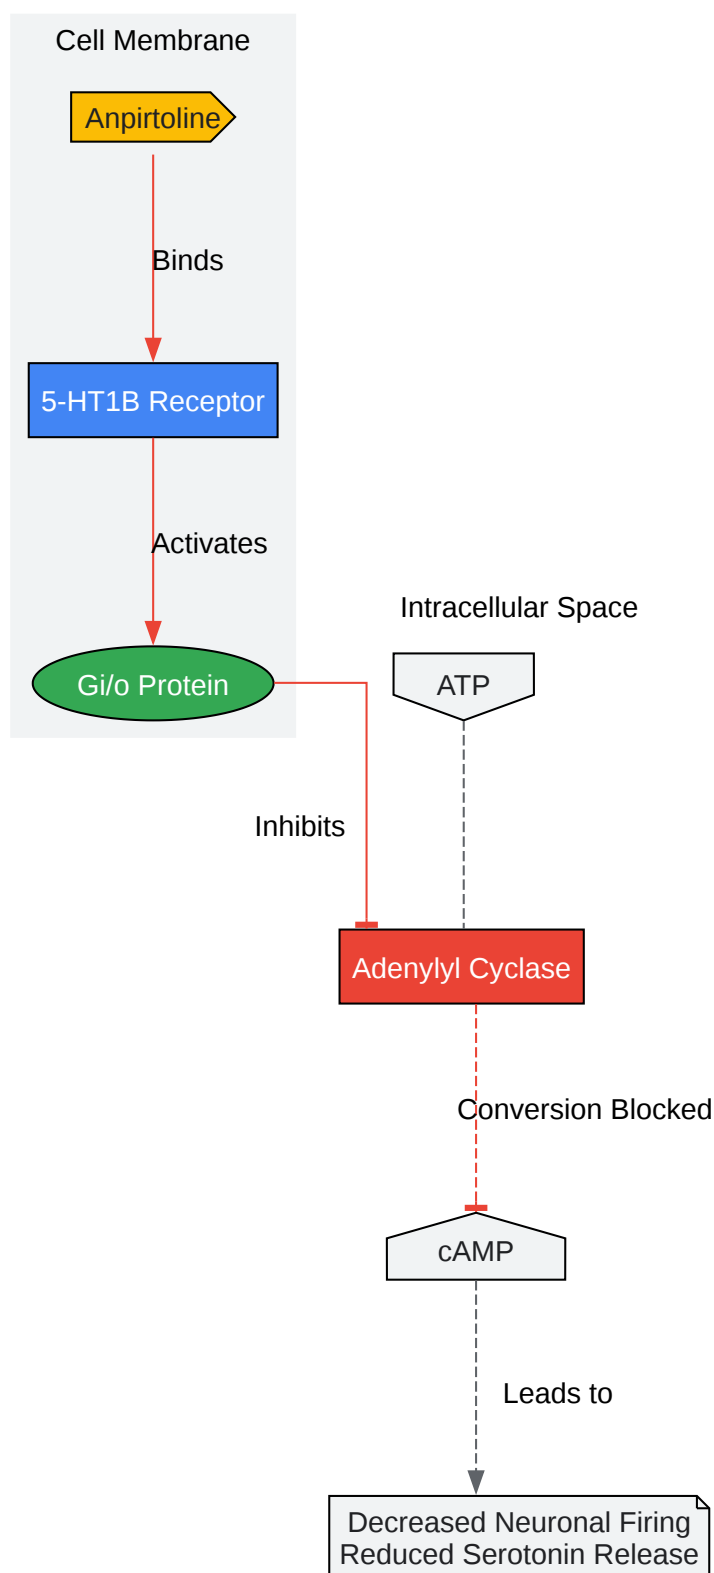 Cell Membrane
Anpirtoline
Binds
5-HT1B Receptor
Activates
Intracellular Space
Gi/o Protein
ATP
Inhibits
Adenylyl Cyclase
Conversion Blocked
cAMP
Leads to
Decreased Neuronal Firing
Reduced Serotonin Release